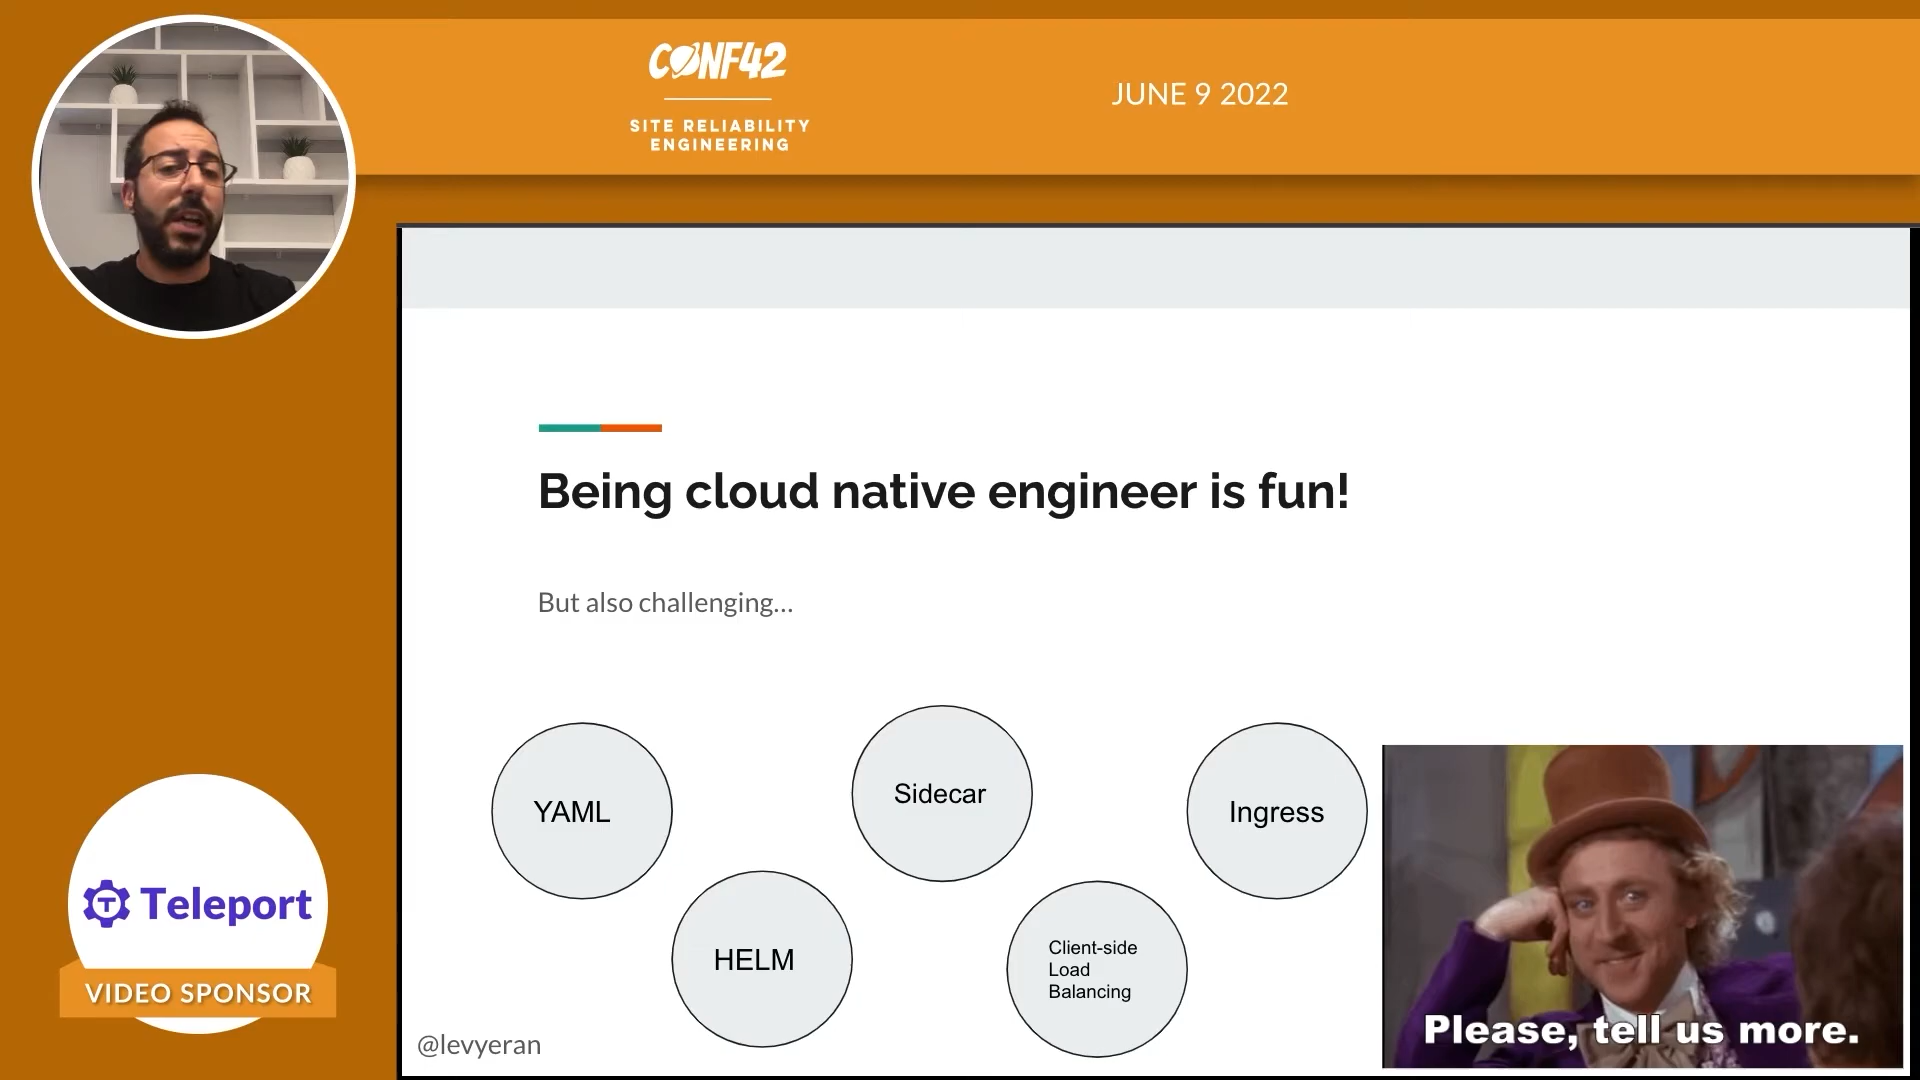 CONF42
SITE RELIABILITY
ENGINEERING
JUNE 9 2022
Being cloud native engineer is fun!
But also challenging...
YAML
Sidecar
Ingress
HELM
Client-side
Load
Balancing
Please, tell us more.
@levyeran
Teleport
VIDEO SPONSOR